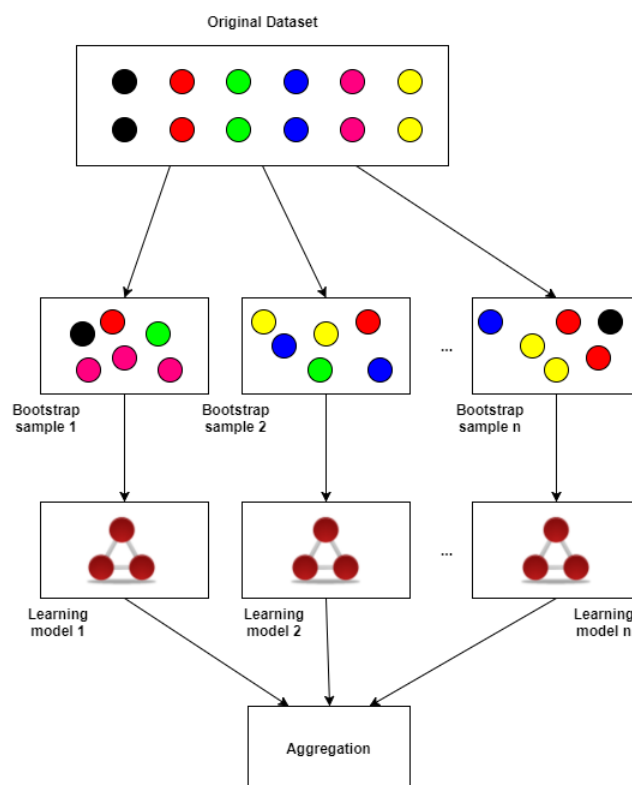 Original Dataset
...
Bootstrap
sample 1
Bootstrap
sample 2
Bootstrap
sample n
...
Learning
model 1
Learning
model 2
Learning
model n
Aggregation